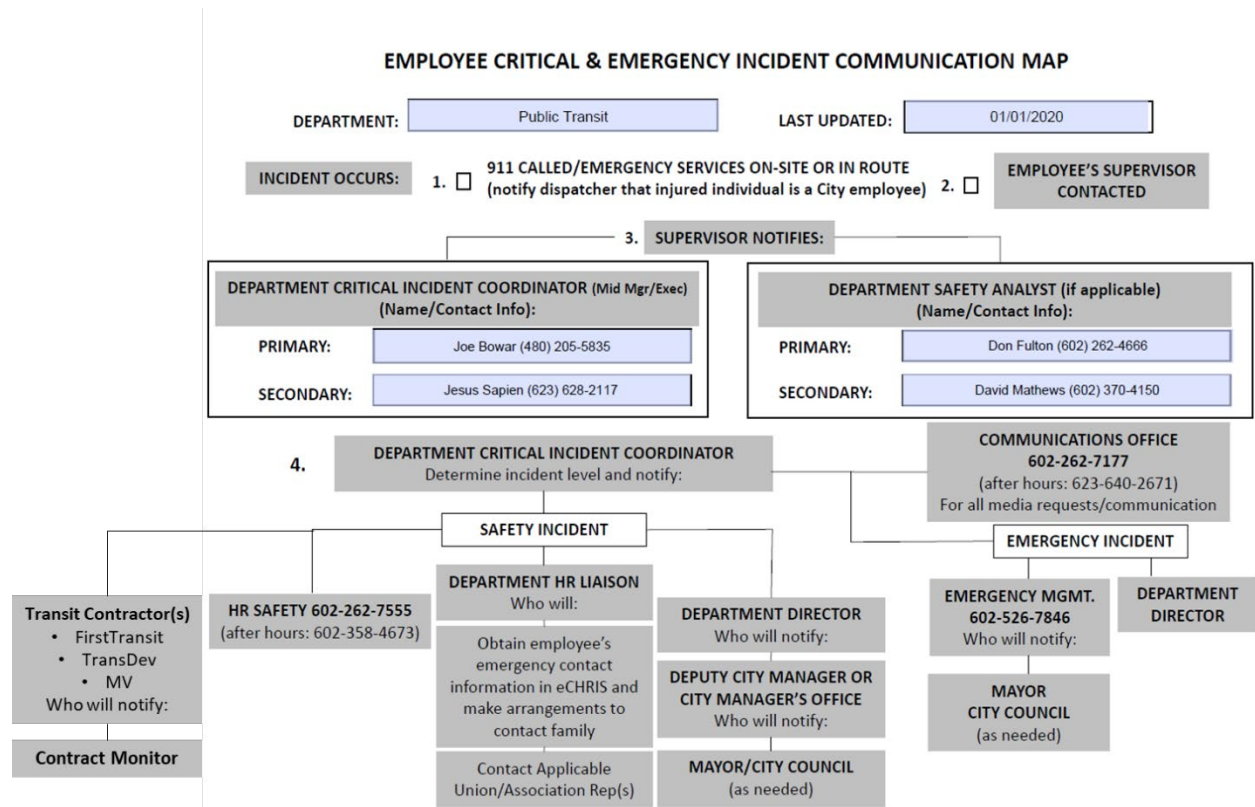 EMPLOYEE CRITICAL & EMERGENCY INCIDENT COMMUNICATION MAP
DEPARTMENT: Public Transit LAST UPDATED: 01/01/2020
INCIDENT OCCURS:
1. 911 CALLED/EMERGENCY SERVICES ON-SITE OR IN ROUTE
(notify dispatcher that injured individual is a City employee)
2. EMPLOYEE'S SUPERVISOR
CONTACTED
3. SUPERVISOR NOTIFIES:
DEPARTMENT CRITICAL INCIDENT COORDINATOR (Mid Mgr/Exec)
(Name/Contact Info):
PRIMARY: Joe Bowar (480) 205-5835
SECONDARY: Jesus Sapien (623) 628-2117
DEPARTMENT SAFETY ANALYST (if applicable)
(Name/Contact Info):
PRIMARY: Don Fulton (602) 262-4666
SECONDARY: David Mathews (602) 370-4150
4. DEPARTMENT CRITICAL INCIDENT COORDINATOR
Determine incident level and notify:
COMMUNICATIONS OFFICE
602-262-7177
(after hours: 623-640-2671)
For all media requests/communication
SAFETY INCIDENT
EMERGENCY INCIDENT
Transit Contractor(s)
• FirstTransit
• TransDev
• MV
Who will notify:
Contract Monitor
HR SAFETY 602-262-7555
(after hours: 602-358-4673)
DEPARTMENT HR LIAISON
Who will:
Obtain employee's
emergency contact
information in eCHRIS and
make arrangements to
contact family
Contact Applicable
Union/Association Rep(s)
DEPARTMENT DIRECTOR
Who will notify:
DEPUTY CITY MANAGER OR
CITY MANAGER'S OFFICE
Who will notify:
MAYOR/CITY COUNCIL
(as needed)
EMERGENCY MGMT.
602-526-7846
Who will notify:
MAYOR
CITY COUNCIL
(as needed)
DEPARTMENT
DIRECTOR